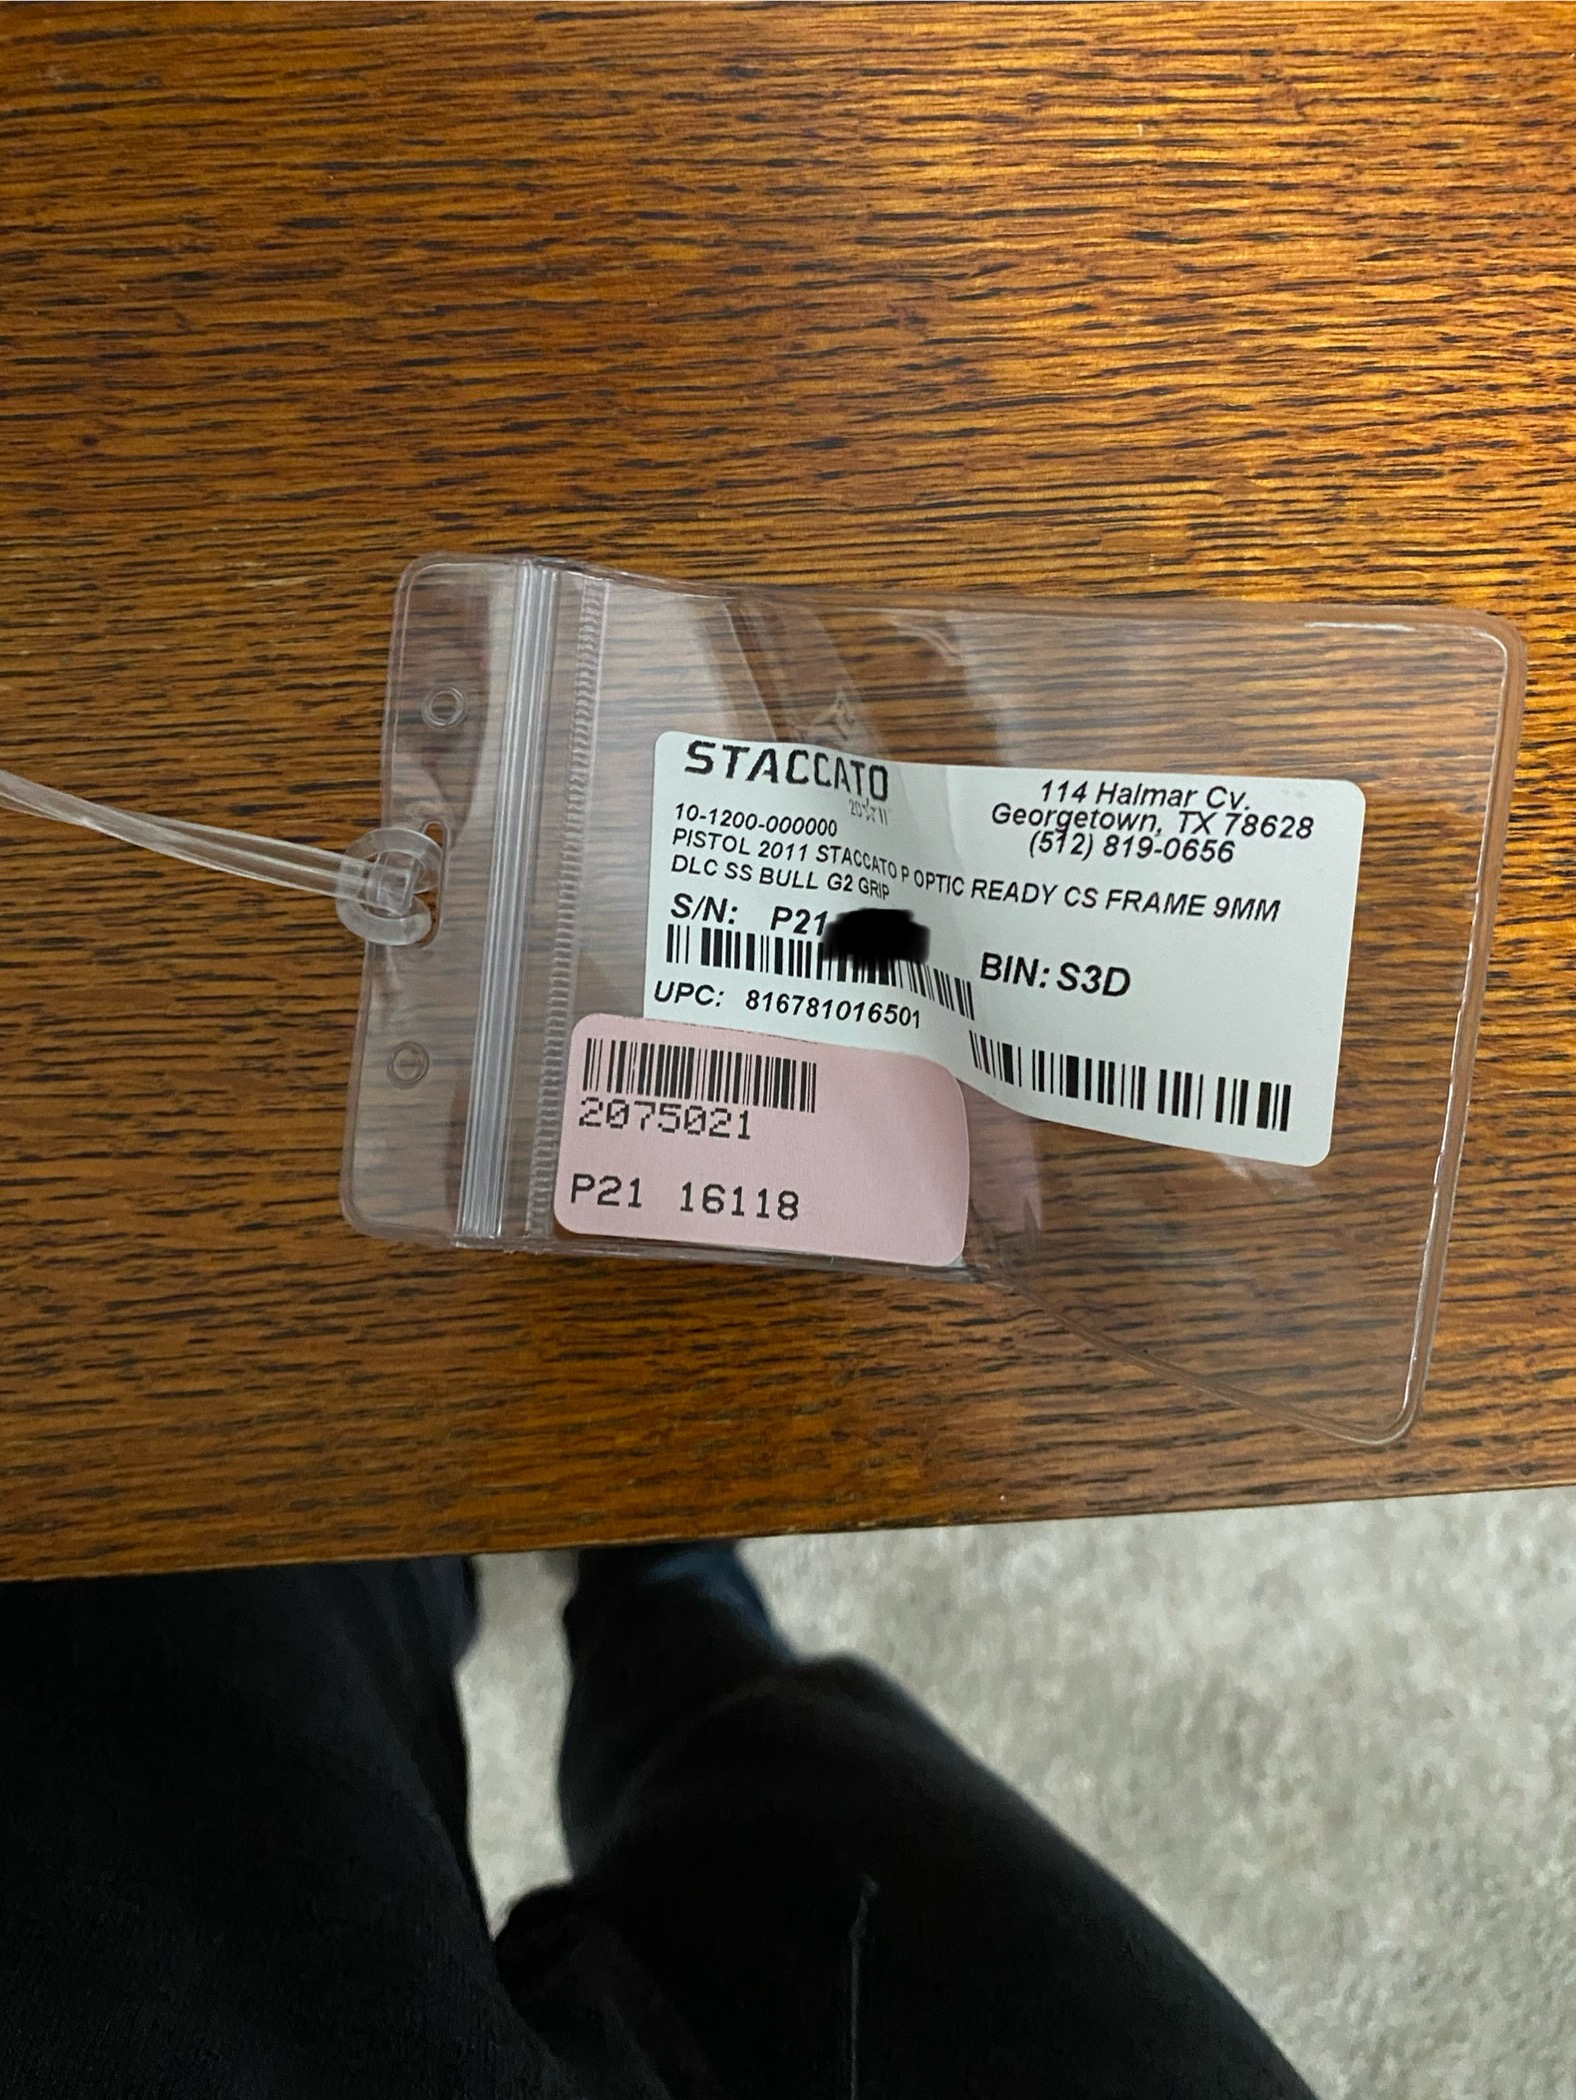 STACCATO
2011
114 Halmar Cv.
Georgetown, TX 78628
(512) 819-0656
10-1200-000000
PISTOL 2011 STACCATO P OPTIC READY CS FRAME 9MM
DLC SS BULL G2 GRIP
S/N: P21
BIN: S3D
UPC: 816781016501
2075021
P21 16118